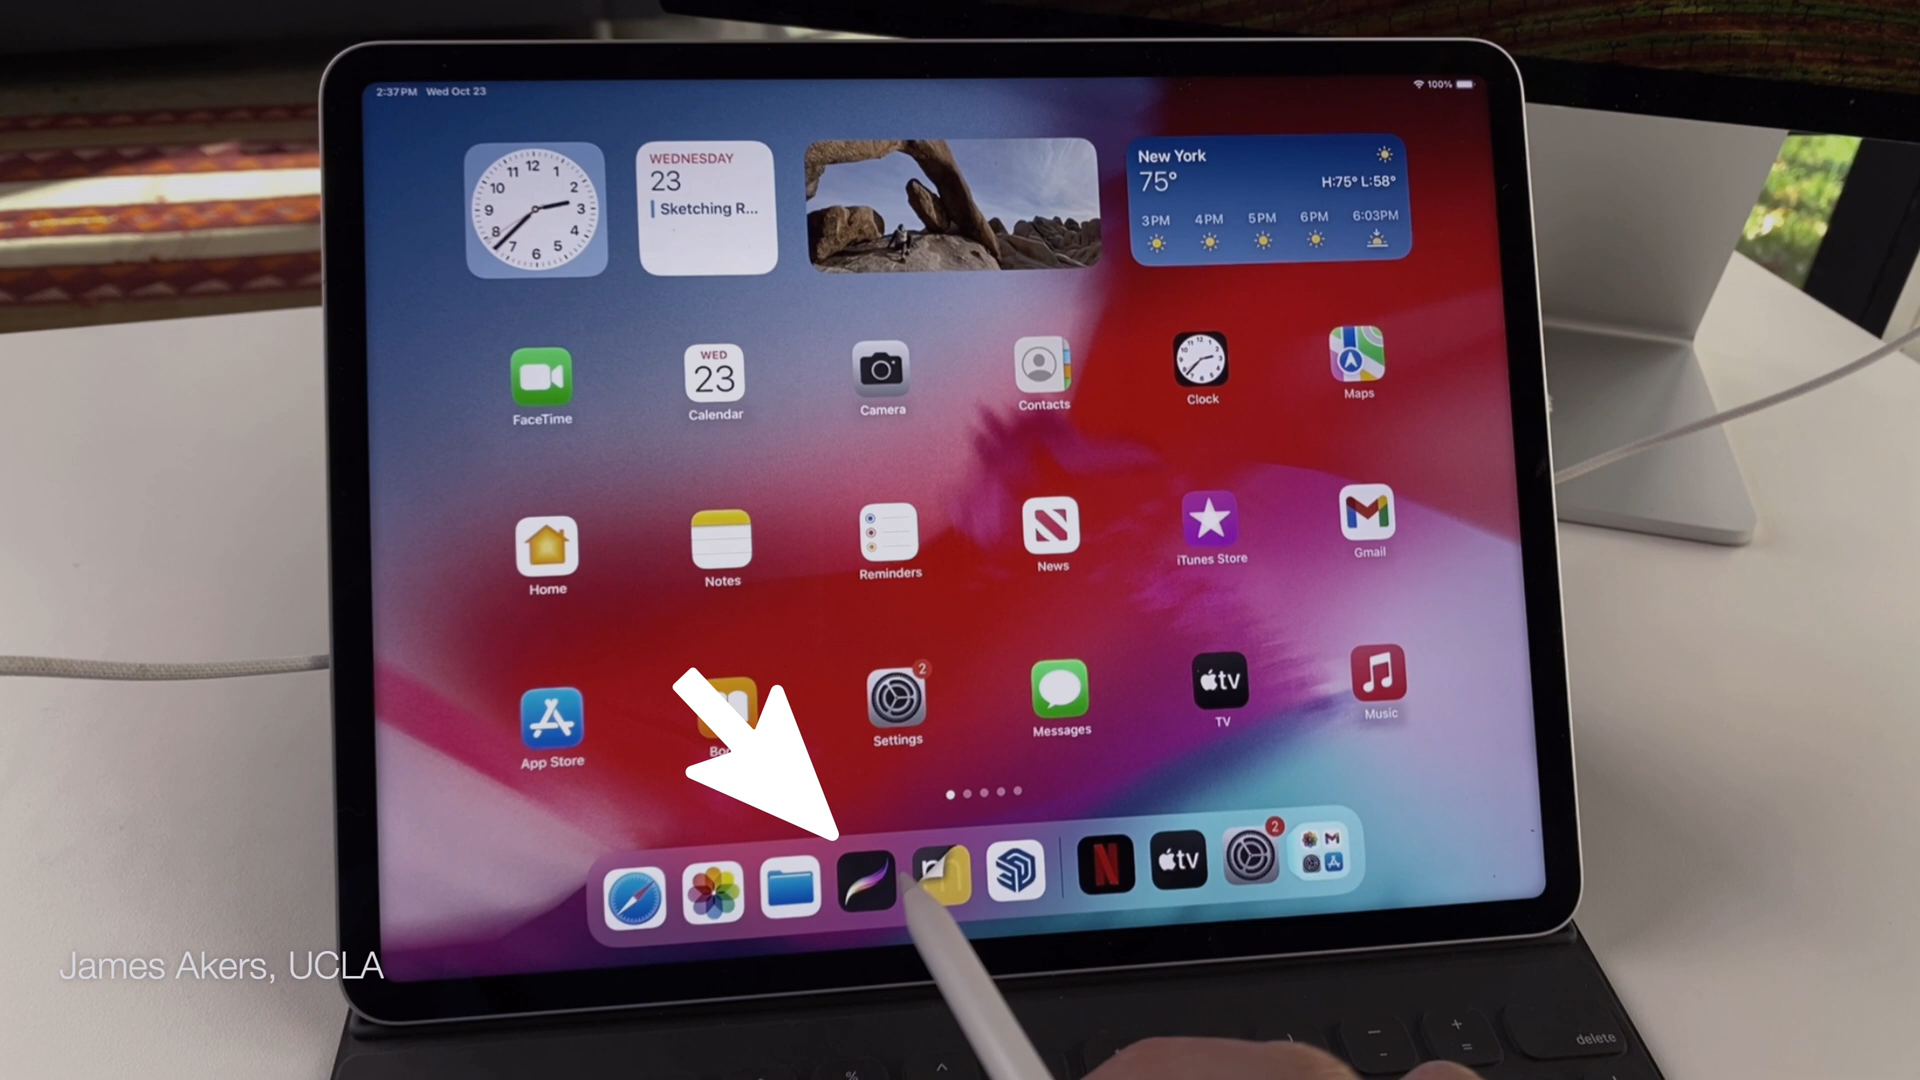 2:37PM Wed Oct 23
100%
12
1
2
3
4
5
6
7
8
9
10
11
WEDNESDAY
23
Sketching R...
New York
75°
H:75° L:58°
3PM 4PM 5PM 6PM 6:03PM
FaceTime
WED
23
Calendar
Camera
Contacts
Clock
Maps
Home
Notes
Reminders
News
iTunes Store
Gmail
App Store
2
Settings
Messages
tv
TV
Music
N
tv
2
James Akers, UCLA
delete
%
^
-
+
=